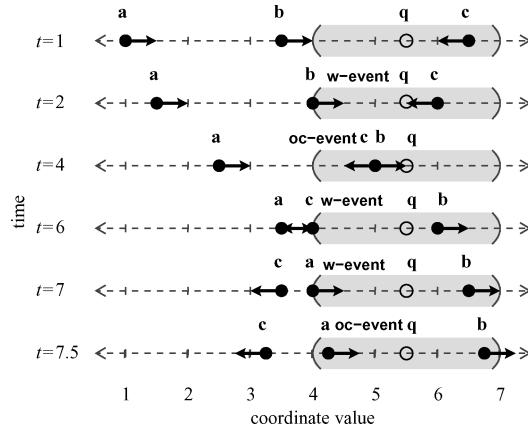 a b q c
t=1
a b w-event q c
t=2
a oc-event c b q
t=4
a c w-event q b
t=6
c a w-event q b
t=7
c a oc-event q b
t=7.5
time
1 2 3 4 5 6 7
coordinate value